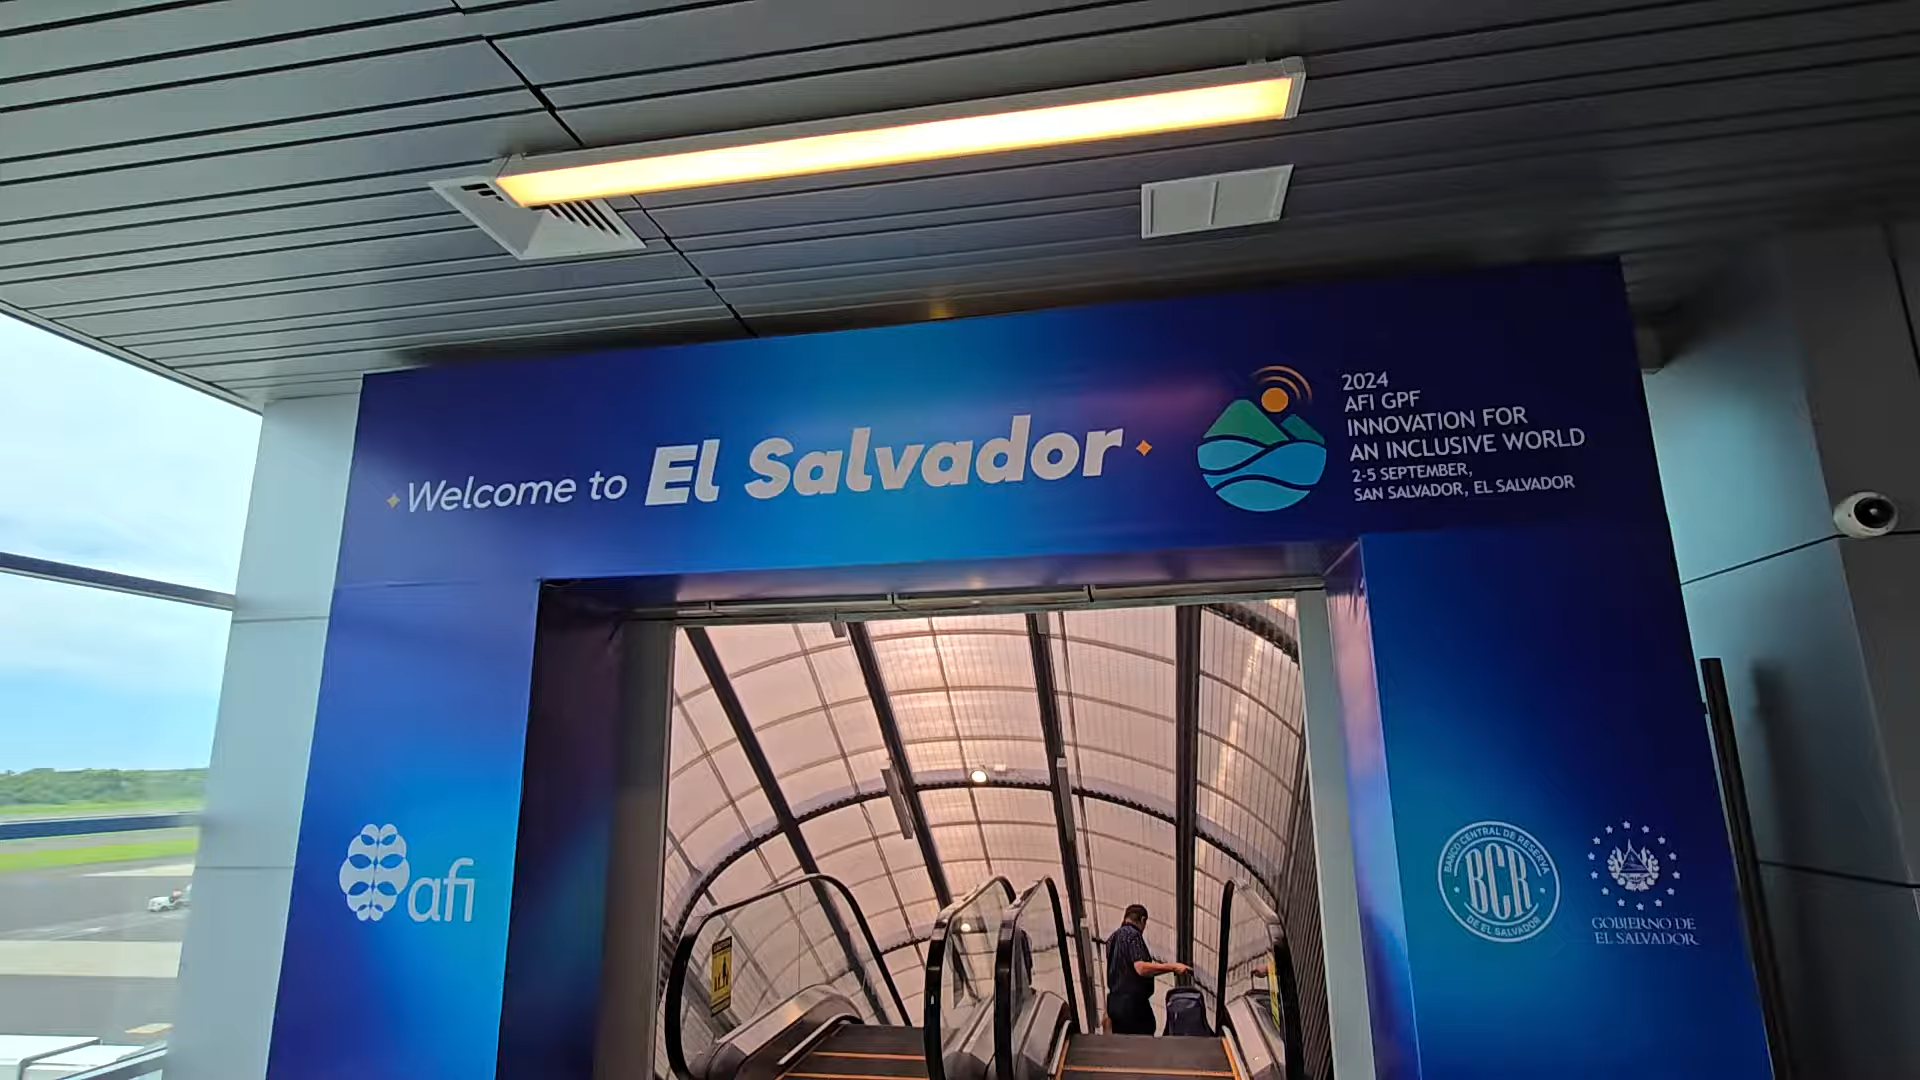 Welcome to El Salvador
2024
AFI GPF
INNOVATION FOR
AN INCLUSIVE WORLD
2-5 SEPTEMBER,
SAN SALVADOR, EL SALVADOR
afi
BANCO CENTRAL DE RESERVA
BCR
DE EL SALVADOR
GOBIERNO DE
EL SALVADOR